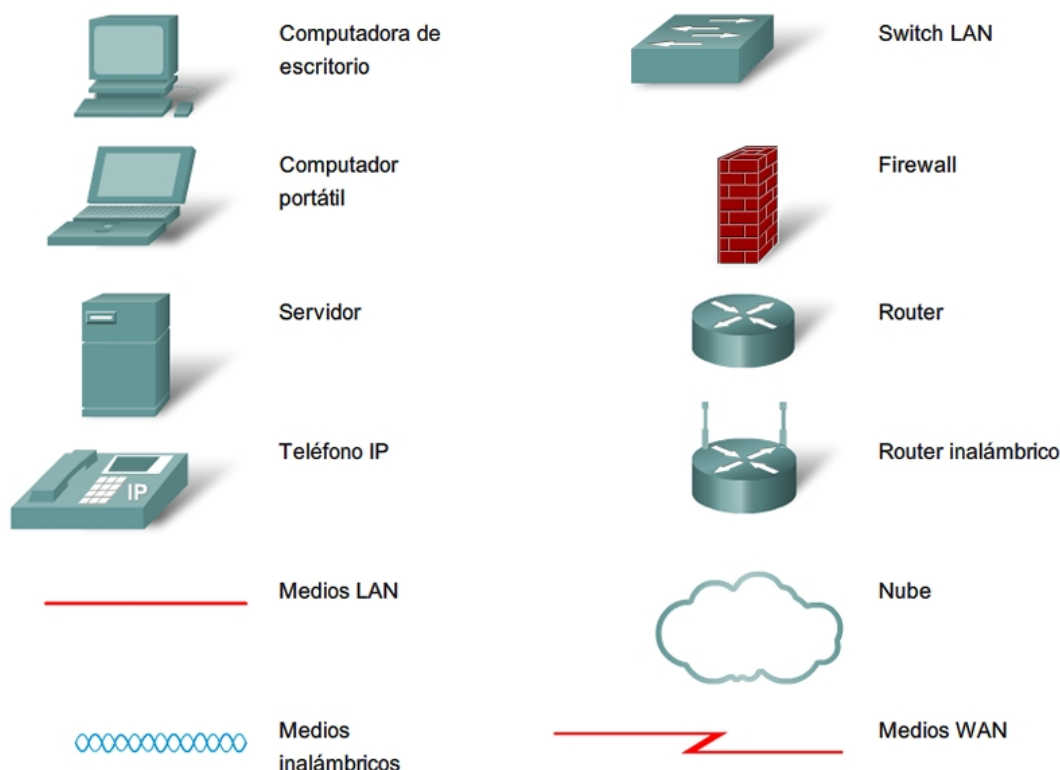 Computadora de
escritorio
Switch LAN
Computador
portátil
Firewall
Servidor
Router
Teléfono IP
IP
Router inalámbrico
Medios LAN
Nube
Medios
inalámbricos
Medios WAN